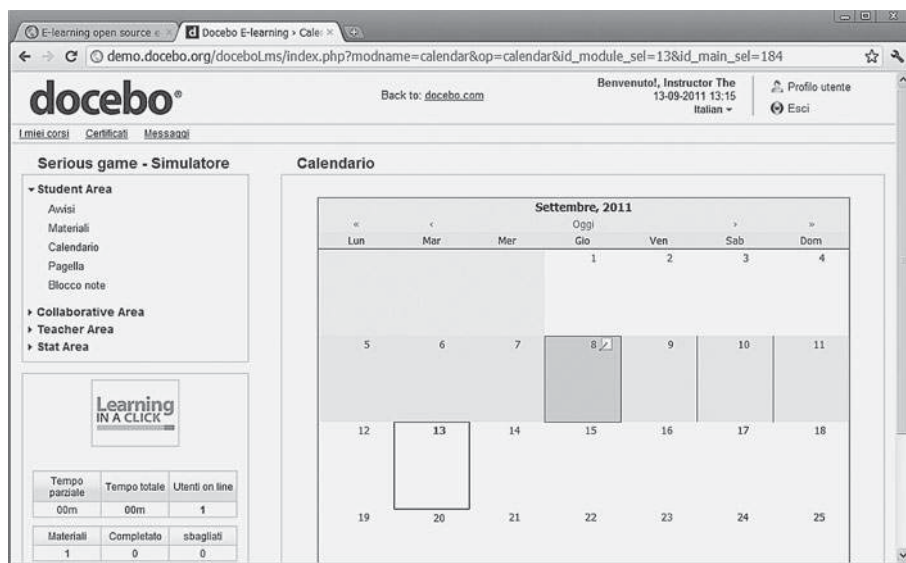 E-learning open source e
Docebo E-learning › Cale
demo.docebo.org/doceboLms/index.php?modname=calendar&op=calendar&id_module_sel=13&id_main_sel=184
docebo®
Back to: docebo.com
Benvenuto!, Instructor The
13-09-2011 13:15
Italian
Profilo utente
Esci
I miei corsi Certificati Messaggi
Serious game - Simulatore
Student Area
Avvisi
Materiali
Calendario
Pagella
Blocco note
Collaborative Area
Teacher Area
Stat Area
Learning
IN A CLICK
Tempo parziale Tempo totale Utenti on line
00m 00m 1
Materiali Completato sbagliati
1 0 0
Calendario
Settembre, 2011
« ‹ Oggi › »
Lun Mar Mer Gio Ven Sab Dom
1 2 3 4
5 6 7 8 9 10 11
12 13 14 15 16 17 18
19 20 21 22 23 24 25